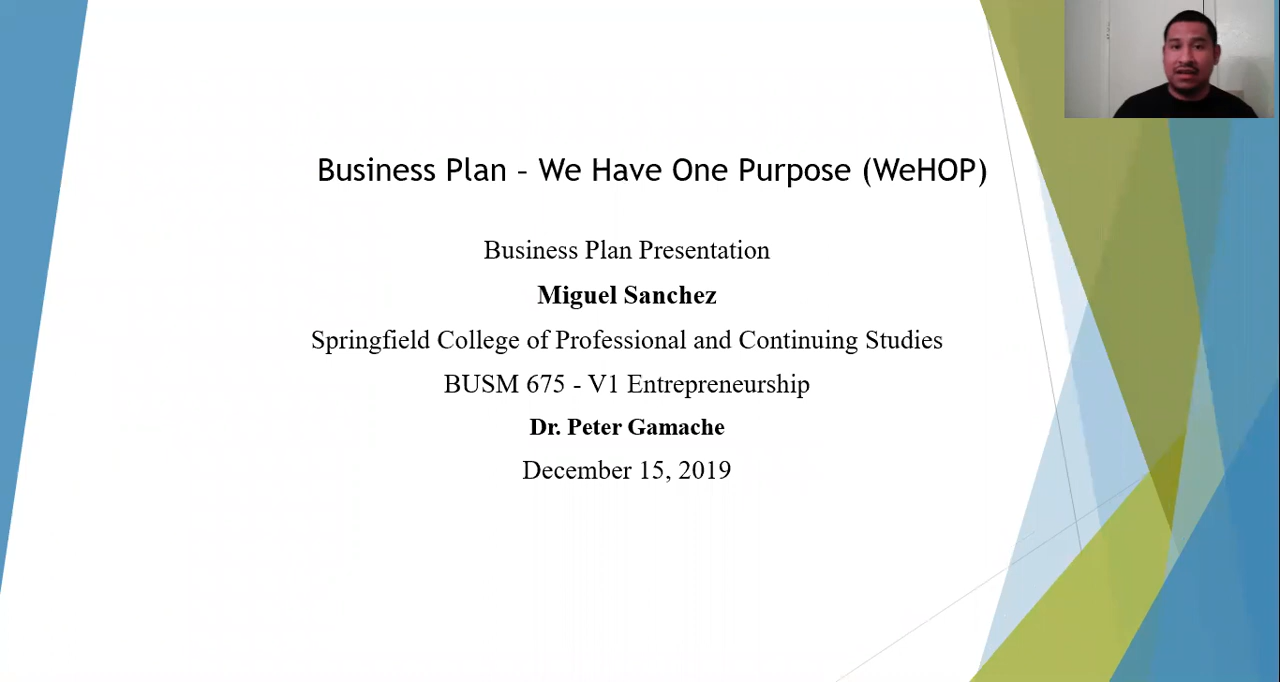 Business Plan – We Have One Purpose (WeHOP)
Business Plan Presentation
Miguel Sanchez
Springfield College of Professional and Continuing Studies
BUSM 675 - V1 Entrepreneurship
Dr. Peter Gamache
December 15, 2019